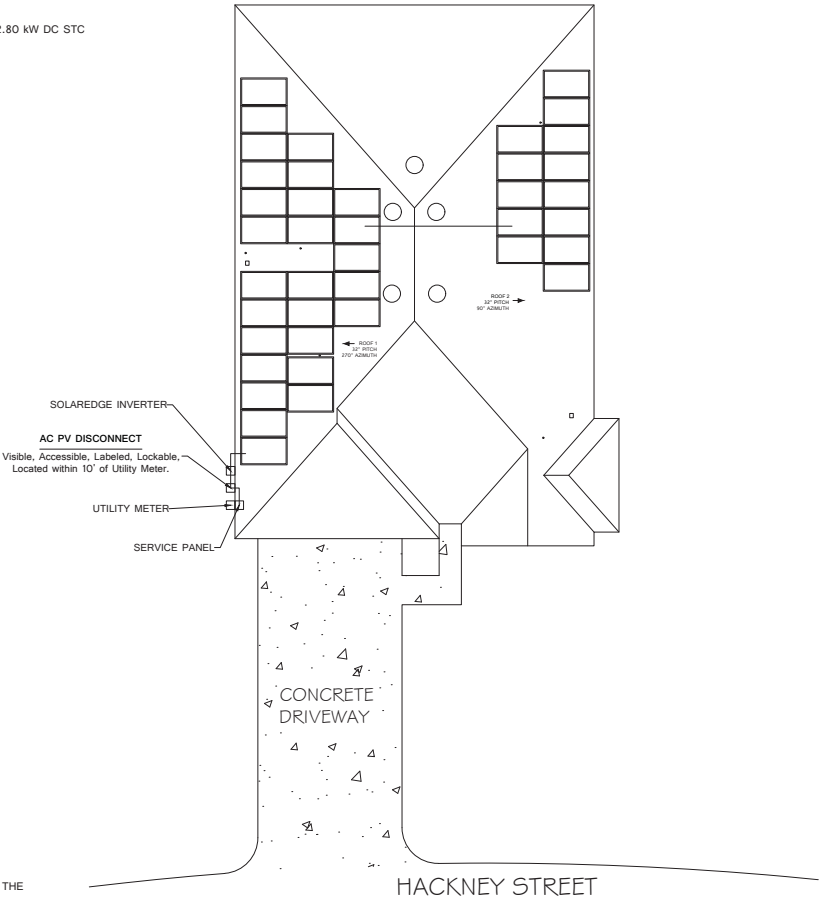 2.80 kW DC STC
ROOF 2
32° PITCH
90° AZIMUTH
ROOF 1
32° PITCH
270° AZIMUTH
SOLAREDGE INVERTER
AC PV DISCONNECT
Visible, Accessible, Labeled, Lockable,
Located within 10' of Utility Meter.
UTILITY METER
SERVICE PANEL
CONCRETE
DRIVEWAY
THE
HACKNEY STREET